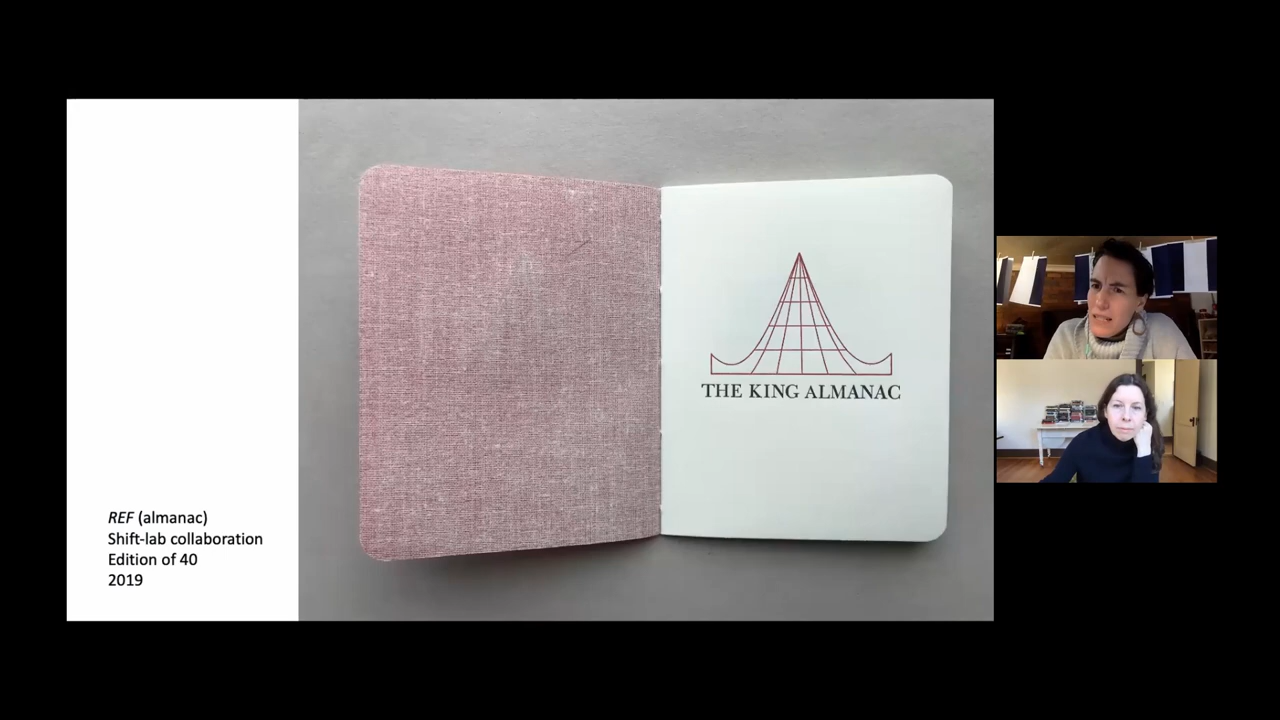 THE KING ALMANAC
REF (almanac)
Shift-lab collaboration
Edition of 40
2019